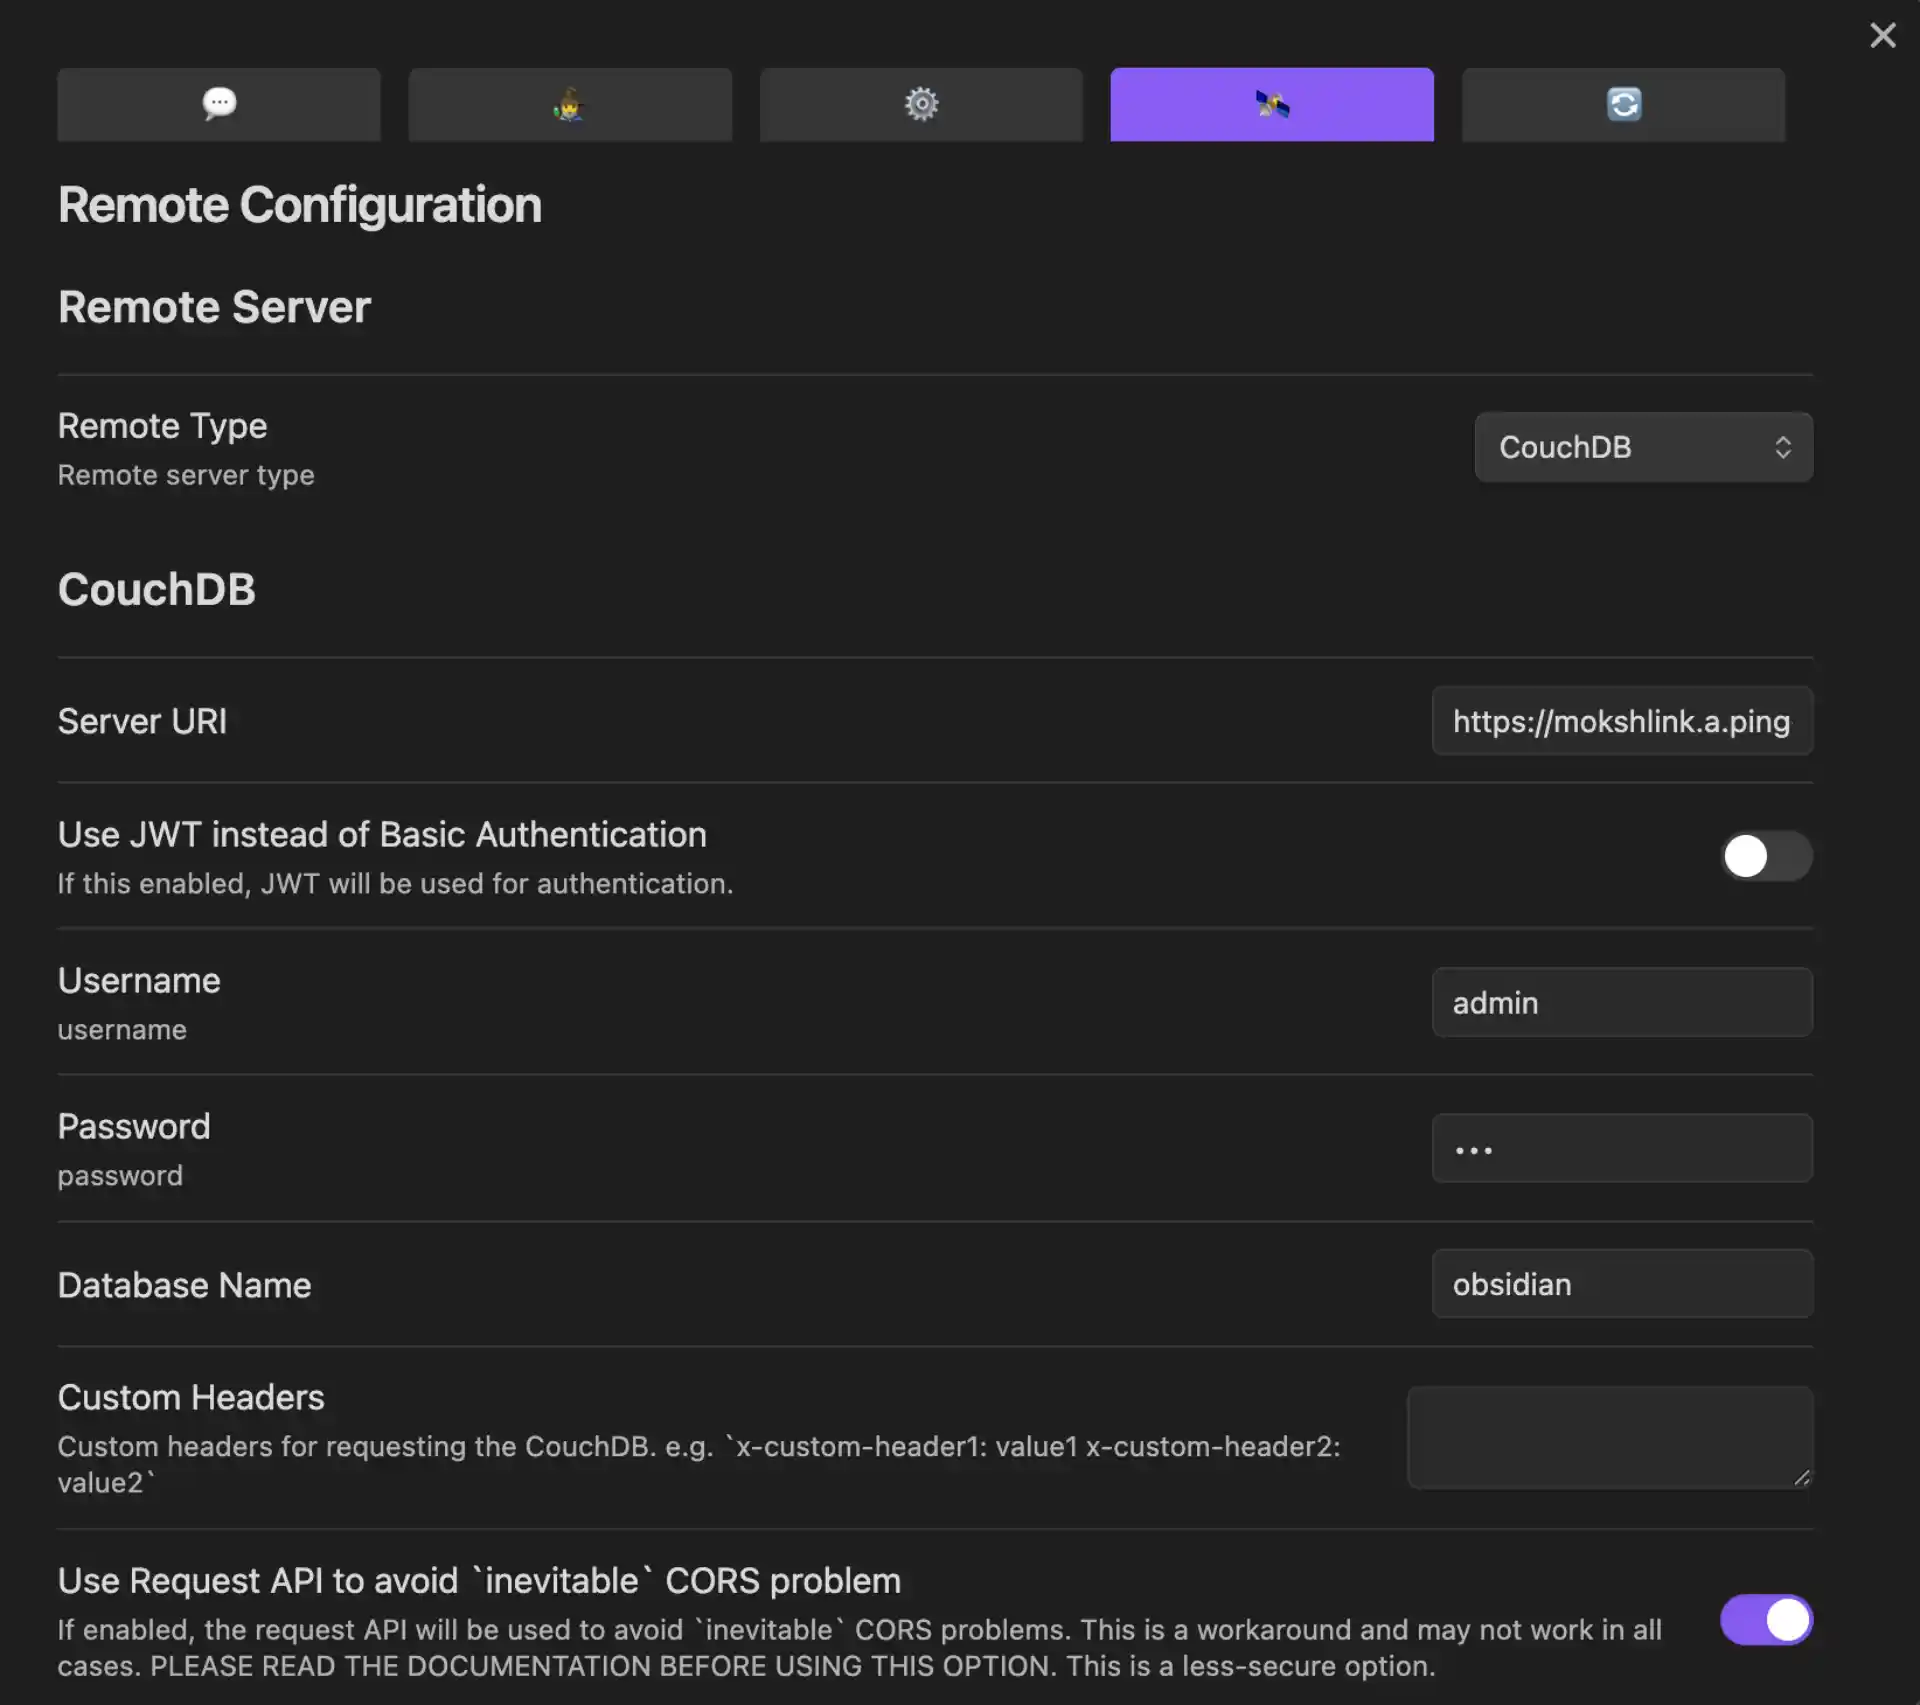 Remote Configuration
Remote Server
Remote Type
Remote server type
CouchDB
CouchDB
Server URI
https://mokshlink.a.ping
Use JWT instead of Basic Authentication
If this enabled, JWT will be used for authentication.
Username
username
admin
Password
password
•••
Database Name
obsidian
Custom Headers
Custom headers for requesting the CouchDB. e.g. `x-custom-header1: value1 x-custom-header2:
value2`
Use Request API to avoid `inevitable` CORS problem
If enabled, the request API will be used to avoid `inevitable` CORS problems. This is a workaround and may not work in all
cases. PLEASE READ THE DOCUMENTATION BEFORE USING THIS OPTION. This is a less-secure option.